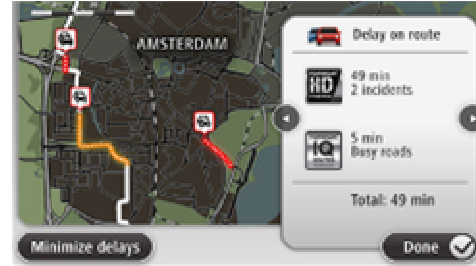 AMSTERDAM
Delay on route
HD
49 min
2 incidents
IQ
5 min
Busy roads
Total: 49 min
Minimize delays
Done